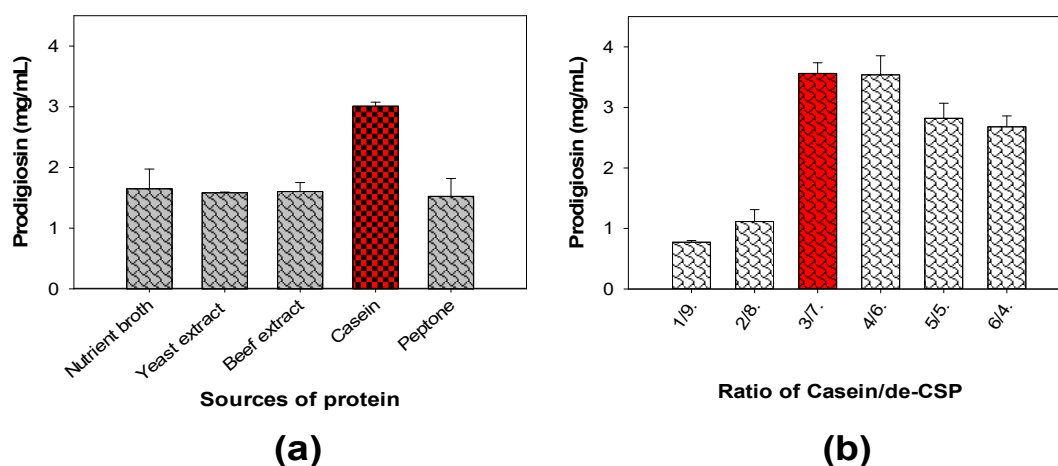 Prodigiosin (mg/mL)
4
3
2
1
0
Nutrient broth
Yeast extract
Beef extract
Casein
Peptone
Sources of protein
(a)
Prodigiosin (mg/mL)
4
3
2
1
0
1/9.
2/8.
3/7.
4/6.
5/5.
6/4.
Ratio of Casein/de-CSP
(b)